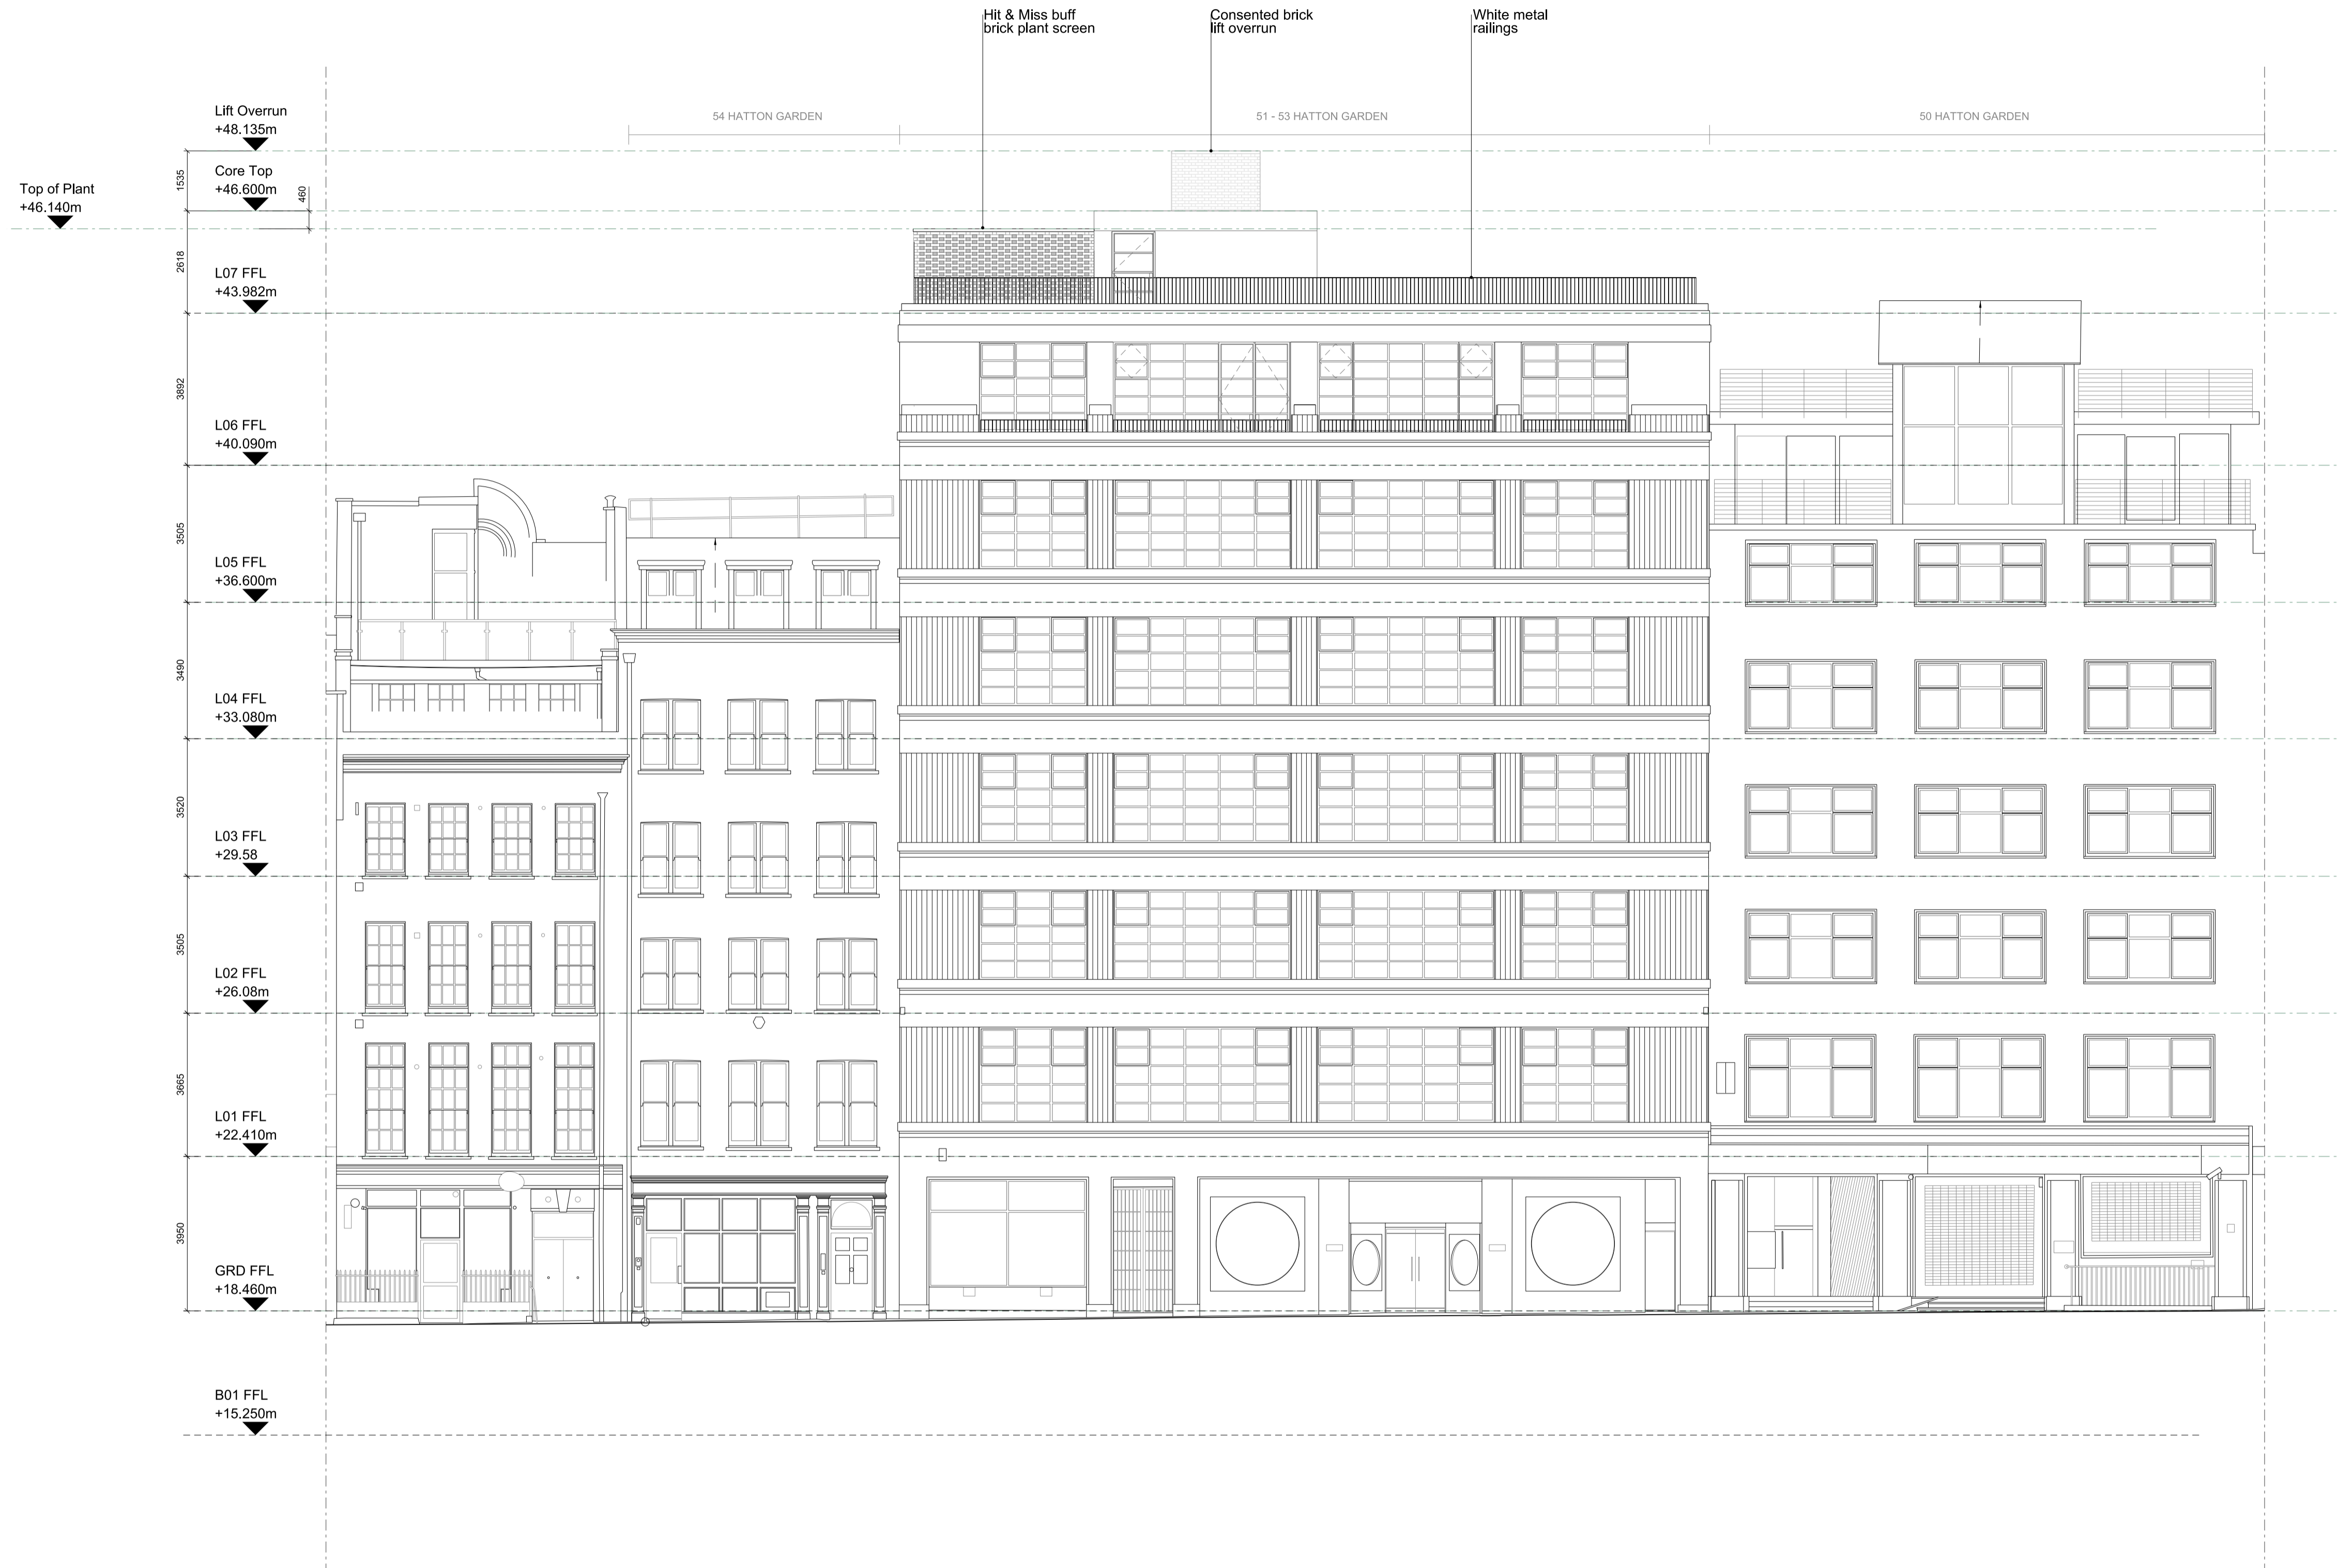 Hit & Miss buff
brick plant screen
Consented brick
lift overrun
White metal
railings
54 HATTON GARDEN
51 - 53 HATTON GARDEN
50 HATTON GARDEN
Lift Overrun
+48.135m
1535
Core Top
+46.600m
460
Top of Plant
+46.140m
2618
L07 FFL
+43.982m
3892
L06 FFL
+40.090m
3505
L05 FFL
+36.600m
3490
L04 FFL
+33.080m
3520
L03 FFL
+29.58
3505
L02 FFL
+26.08m
3665
L01 FFL
+22.410m
3950
GRD FFL
+18.460m
B01 FFL
+15.250m